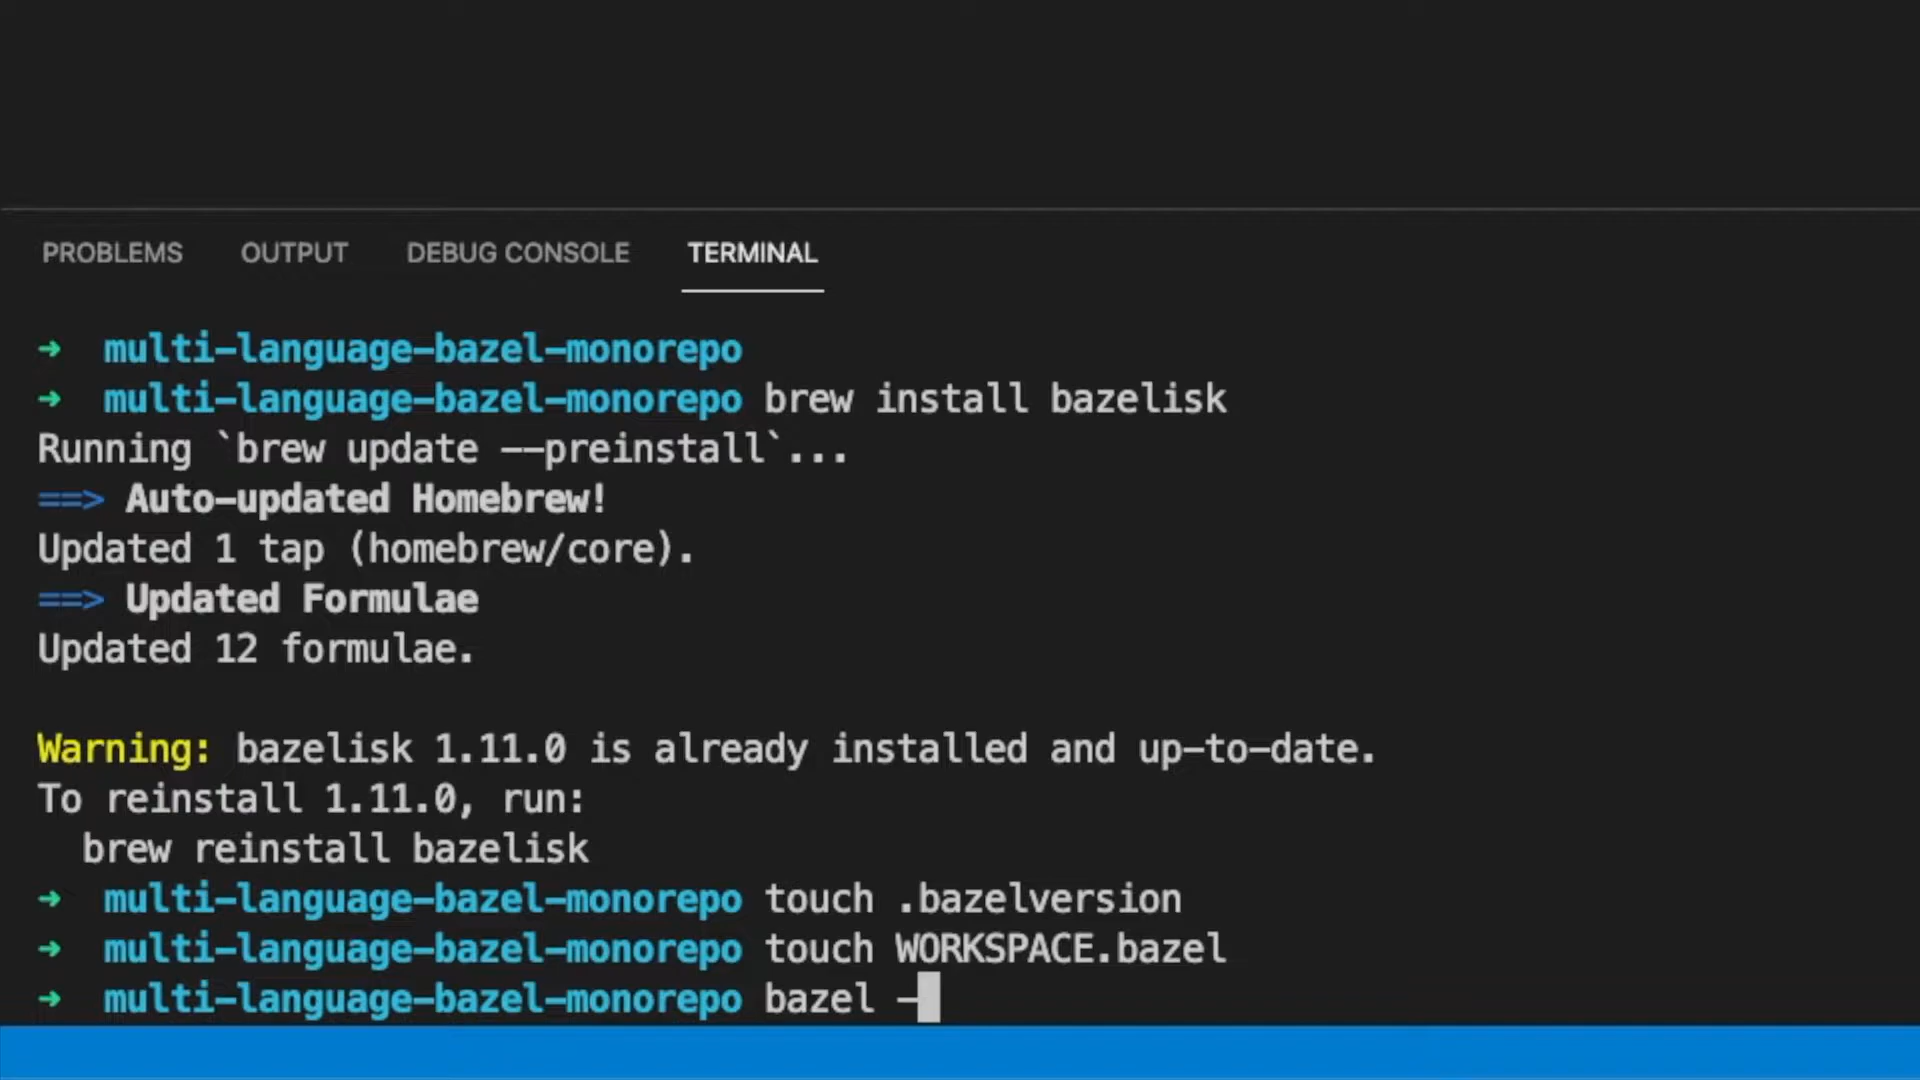 PROBLEMS OUTPUT DEBUG CONSOLE TERMINAL
➜ multi-language-bazel-monorepo
➜ multi-language-bazel-monorepo brew install bazelisk
Running `brew update --preinstall`...
==> Auto-updated Homebrew!
Updated 1 tap (homebrew/core).
==> Updated Formulae
Updated 12 formulae.
Warning: bazelisk 1.11.0 is already installed and up-to-date.
To reinstall 1.11.0, run:
  brew reinstall bazelisk
➜ multi-language-bazel-monorepo touch .bazelversion
➜ multi-language-bazel-monorepo touch WORKSPACE.bazel
➜ multi-language-bazel-monorepo bazel -